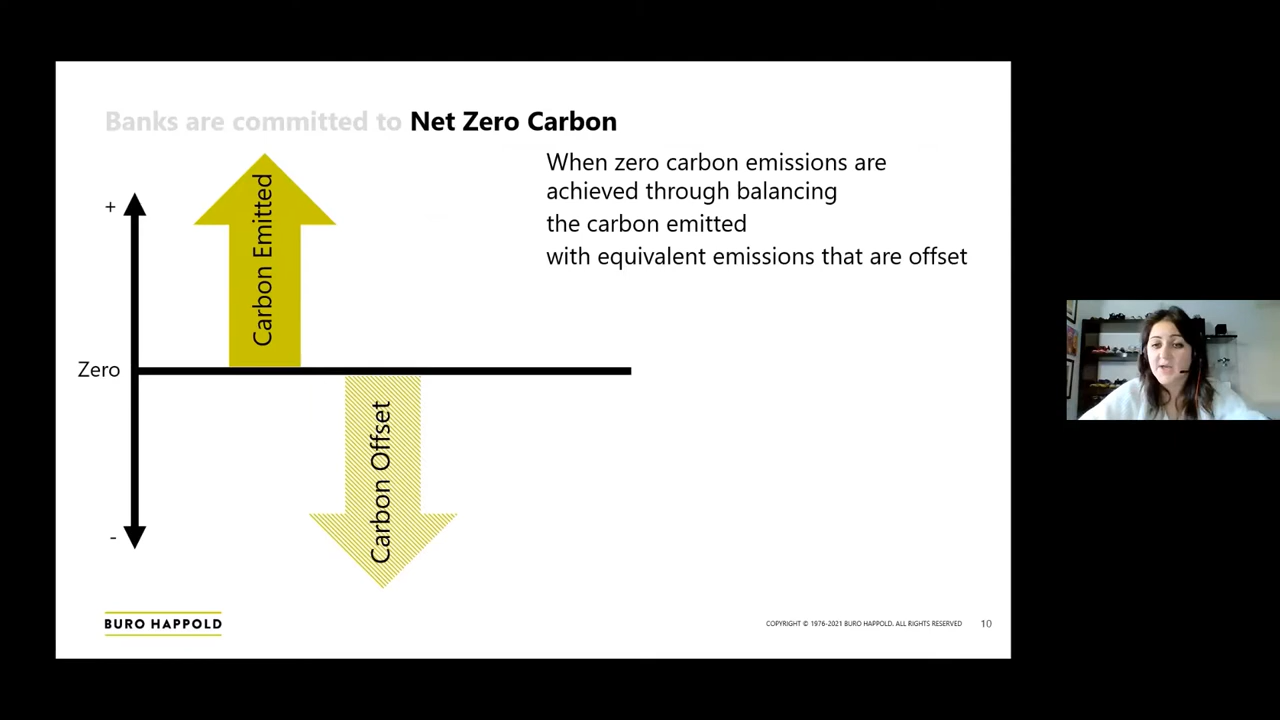 Banks are committed to Net Zero Carbon
When zero carbon emissions are
achieved through balancing
the carbon emitted
with equivalent emissions that are offset
+
Carbon Emitted
Zero
Carbon Offset
-
BURO HAPPOLD
COPYRIGHT © 1976-2021 BURO HAPPOLD. ALL RIGHTS RESERVED
10